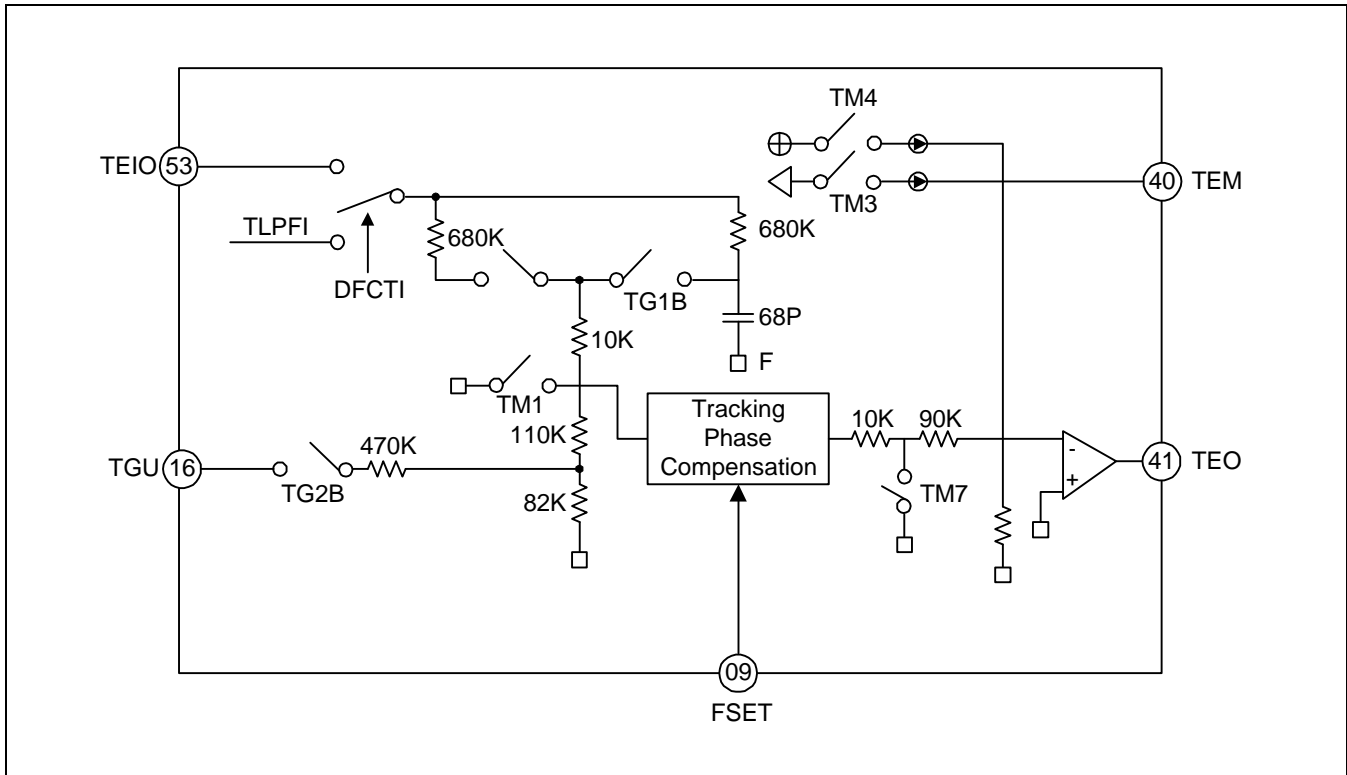 TM4
TEIO 53
40 TEM
TM3
TLPFI
680K
680K
DFCTI
TG1B
68P
10K
F
TM1
Tracking
Phase
Compensation
10K 90K
110K
-
+
TGU 16
470K
41 TEO
TG2B
TM7
82K
09
FSET